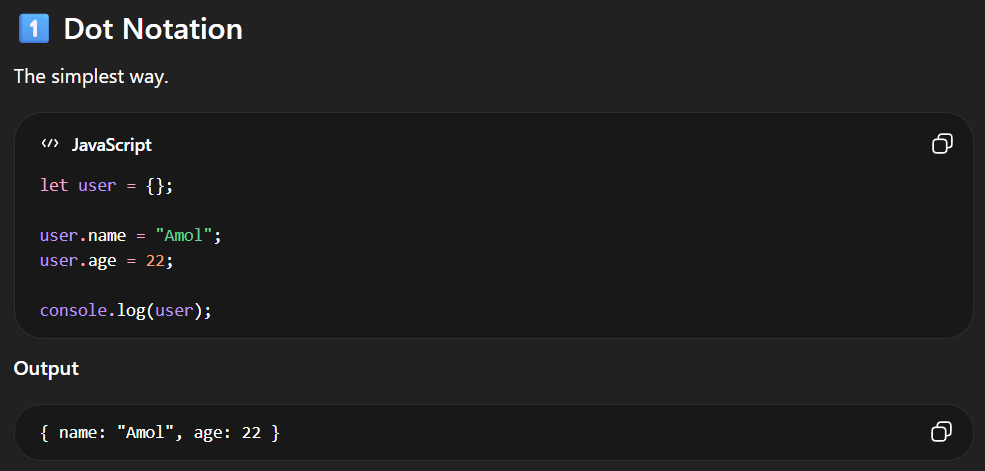 1️⃣ Dot Notation
The simplest way.
</> JavaScript
let user = {};
user.name = "Amol";
user.age = 22;
console.log(user);
Output
{ name: "Amol", age: 22 }